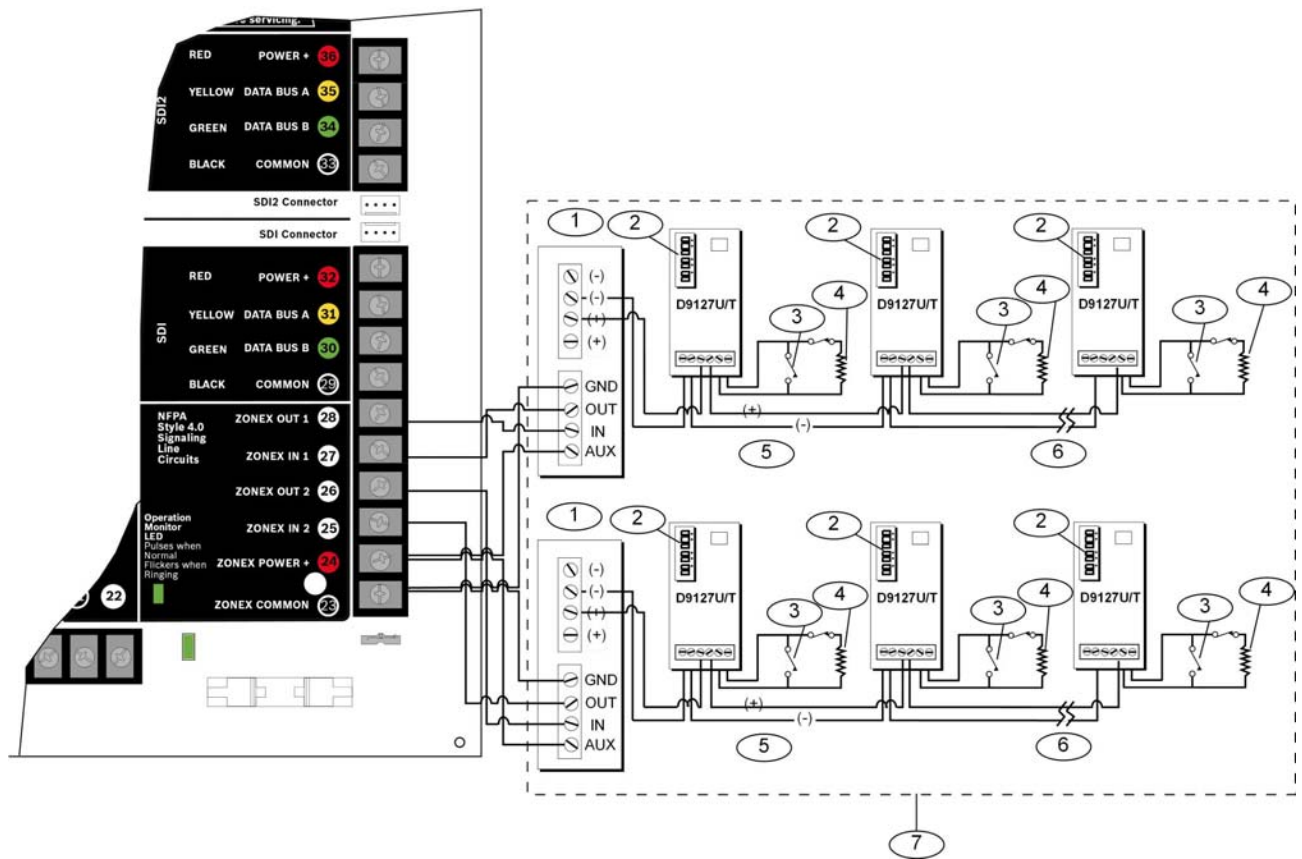 servicing.
SDI2
RED POWER + 36
YELLOW DATA BUS A 35
GREEN DATA BUS B 34
BLACK COMMON 33
SDI2 Connector
SDI Connector
SDI
RED POWER + 32
YELLOW DATA BUS A 31
GREEN DATA BUS B 30
BLACK COMMON 29
NFPA
Style 4.0
Signaling
Line
Circuits
ZONEX OUT 1 28
ZONEX IN 1 27
ZONEX OUT 2 26
ZONEX IN 2 25
ZONEX POWER + 24
ZONEX COMMON 23
Operation
Monitor
LED
Pulses when
Normal
Flickers when
Ringing
22
1
2 2 2
(-)
(-)
(+)
(+)
D9127U/T D9127U/T D9127U/T
3 4 3 4 3 4
GND
OUT
IN
AUX
(+)
(-)
5 6
1
2 2 2
(-)
(-)
(+)
(+)
D9127U/T D9127U/T D9127U/T
3 4 3 4 3 4
GND
OUT
IN
AUX
(+)
(-)
5 6
7